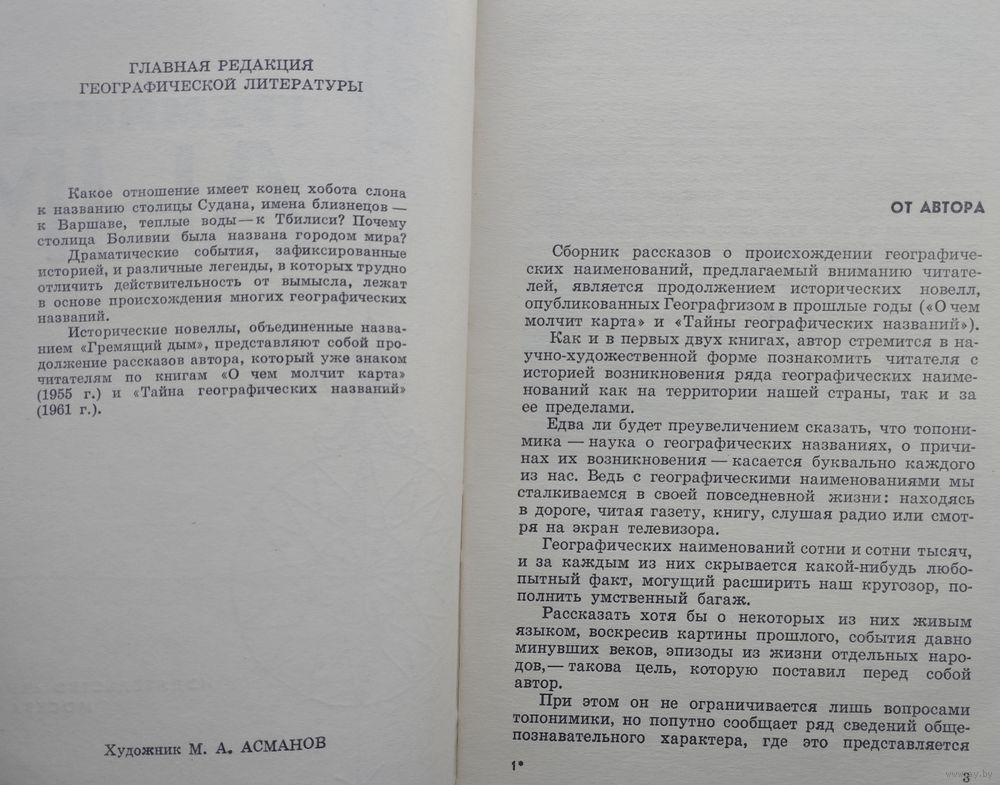 ГЛАВНАЯ РЕДАКЦИЯ
ГЕОГРАФИЧЕСКОЙ ЛИТЕРАТУРЫ
Какое отношение имеет конец хобота слона
к названию столицы Судана, имена близнецов —
к Варшаве, теплые воды — к Тбилиси? Почему
столица Боливии была названа городом мира?
Драматические события, зафиксированные
историей, и различные легенды, в которых трудно
отличить действительность от вымысла, лежат
в основе происхождения многих географических
названий.
Исторические новеллы, объединенные назва-
нием «Гремящий дым», представляют собой про-
должение рассказов автора, который уже знаком
читателям по книгам «О чем молчит карта»
(1955 г.) и «Тайна географических названий»
(1961 г.).
Художник М. А. АСМАНОВ
ОТ АВТОРА
Сборник рассказов о происхождении географиче-
ских наименований, предлагаемый вниманию читате-
лей, является продолжением исторических новелл,
опубликованных Географгизом в прошлые годы («О чем
молчит карта» и «Тайны географических названий»).
Как и в первых двух книгах, автор стремится в на-
учно-художественной форме познакомить читателя с
историей возникновения ряда географических наиме-
нований как на территории нашей страны, так и за
ее пределами.
Едва ли будет преувеличением сказать, что топони-
мика — наука о географических названиях, о причи-
нах их возникновения — касается буквально каждого
из нас. Ведь с географическими наименованиями мы
сталкиваемся в своей повседневной жизни: находясь
в дороге, читая газету, книгу, слушая радио или смот-
ря на экран телевизора.
Географических наименований сотни и сотни тысяч,
и за каждым из них скрывается какой-нибудь любо-
пытный факт, могущий расширить наш кругозор, по-
полнить умственный багаж.
Рассказать хотя бы о некоторых из них живым
языком, воскресив картины прошлого, события давно
минувших веков, эпизоды из жизни отдельных наро-
дов,— такова цель, которую поставил перед собой
автор.
При этом он не ограничивается лишь вопросами
топонимики, но попутно сообщает ряд сведений обще-
познавательного характера, где это представляется
1*
3
www.ay.by